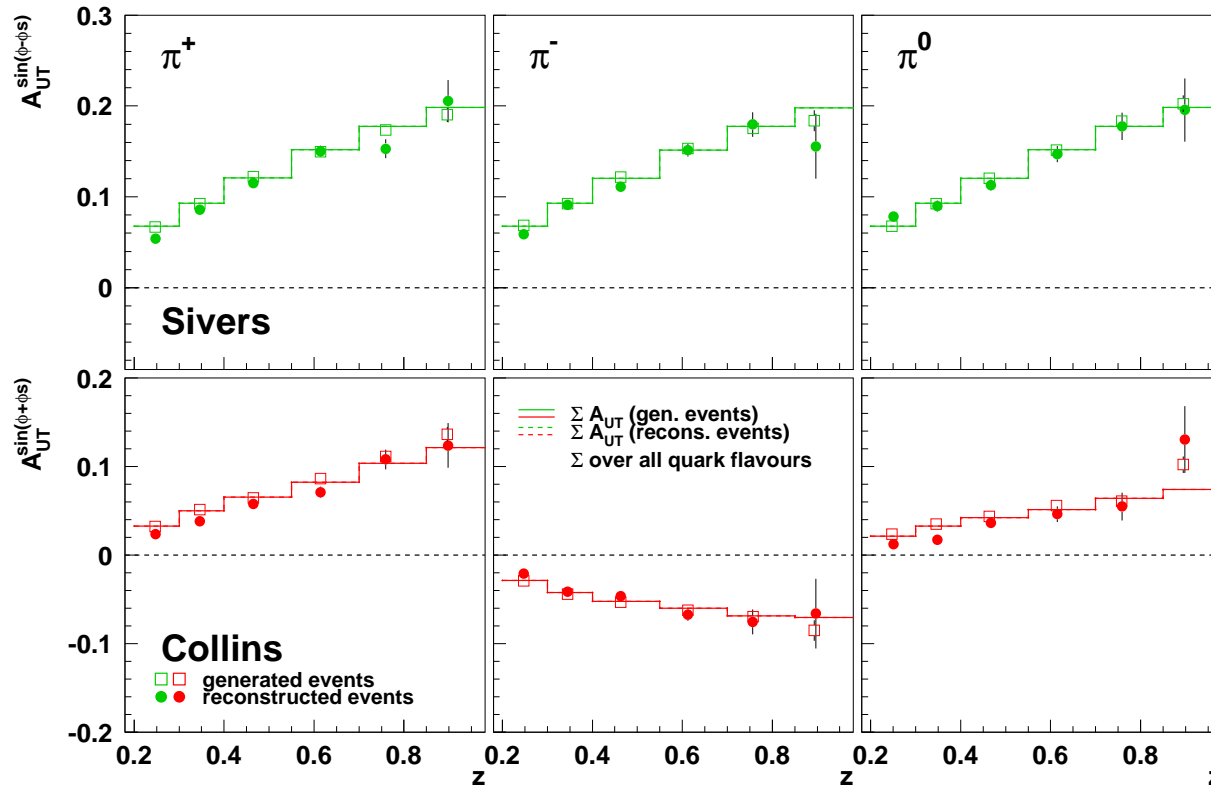 π+ π- π0
A_UT^sin(ϕ-ϕs)
0.3
0.2
0.1
0
Sivers
A_UT^sin(ϕ+ϕs)
0.2
0.1
0
-0.1
-0.2
Σ A_UT (gen. events)
Σ A_UT (recons. events)
Σ over all quark flavours
Collins
generated events
reconstructed events
0.2 0.4 0.6 0.8 0.2 0.4 0.6 0.8 0.2 0.4 0.6 0.8
z z z